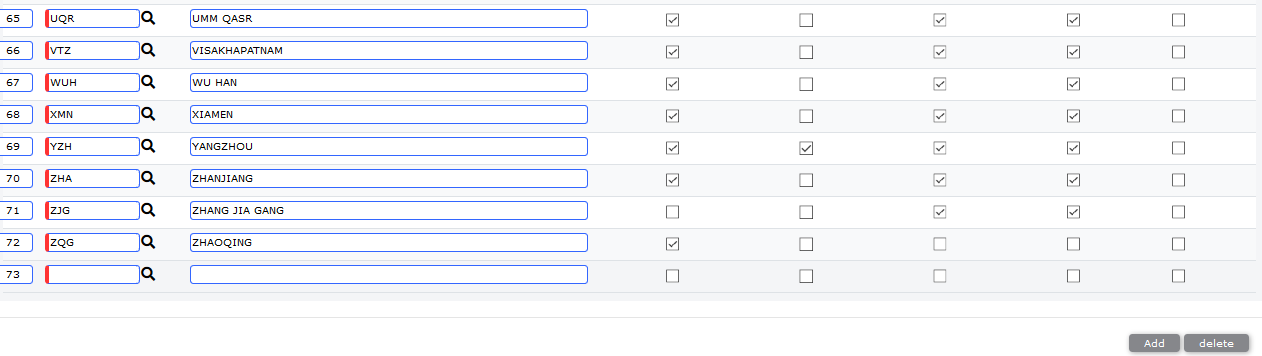 65 UQR UMM QASR
66 VTZ VISAKHAPATNAM
67 WUH WU HAN
68 XMN XIAMEN
69 YZH YANGZHOU
70 ZHA ZHANJIANG
71 ZJG ZHANG JIA GANG
72 ZQG ZHAOQING
73
Add delete